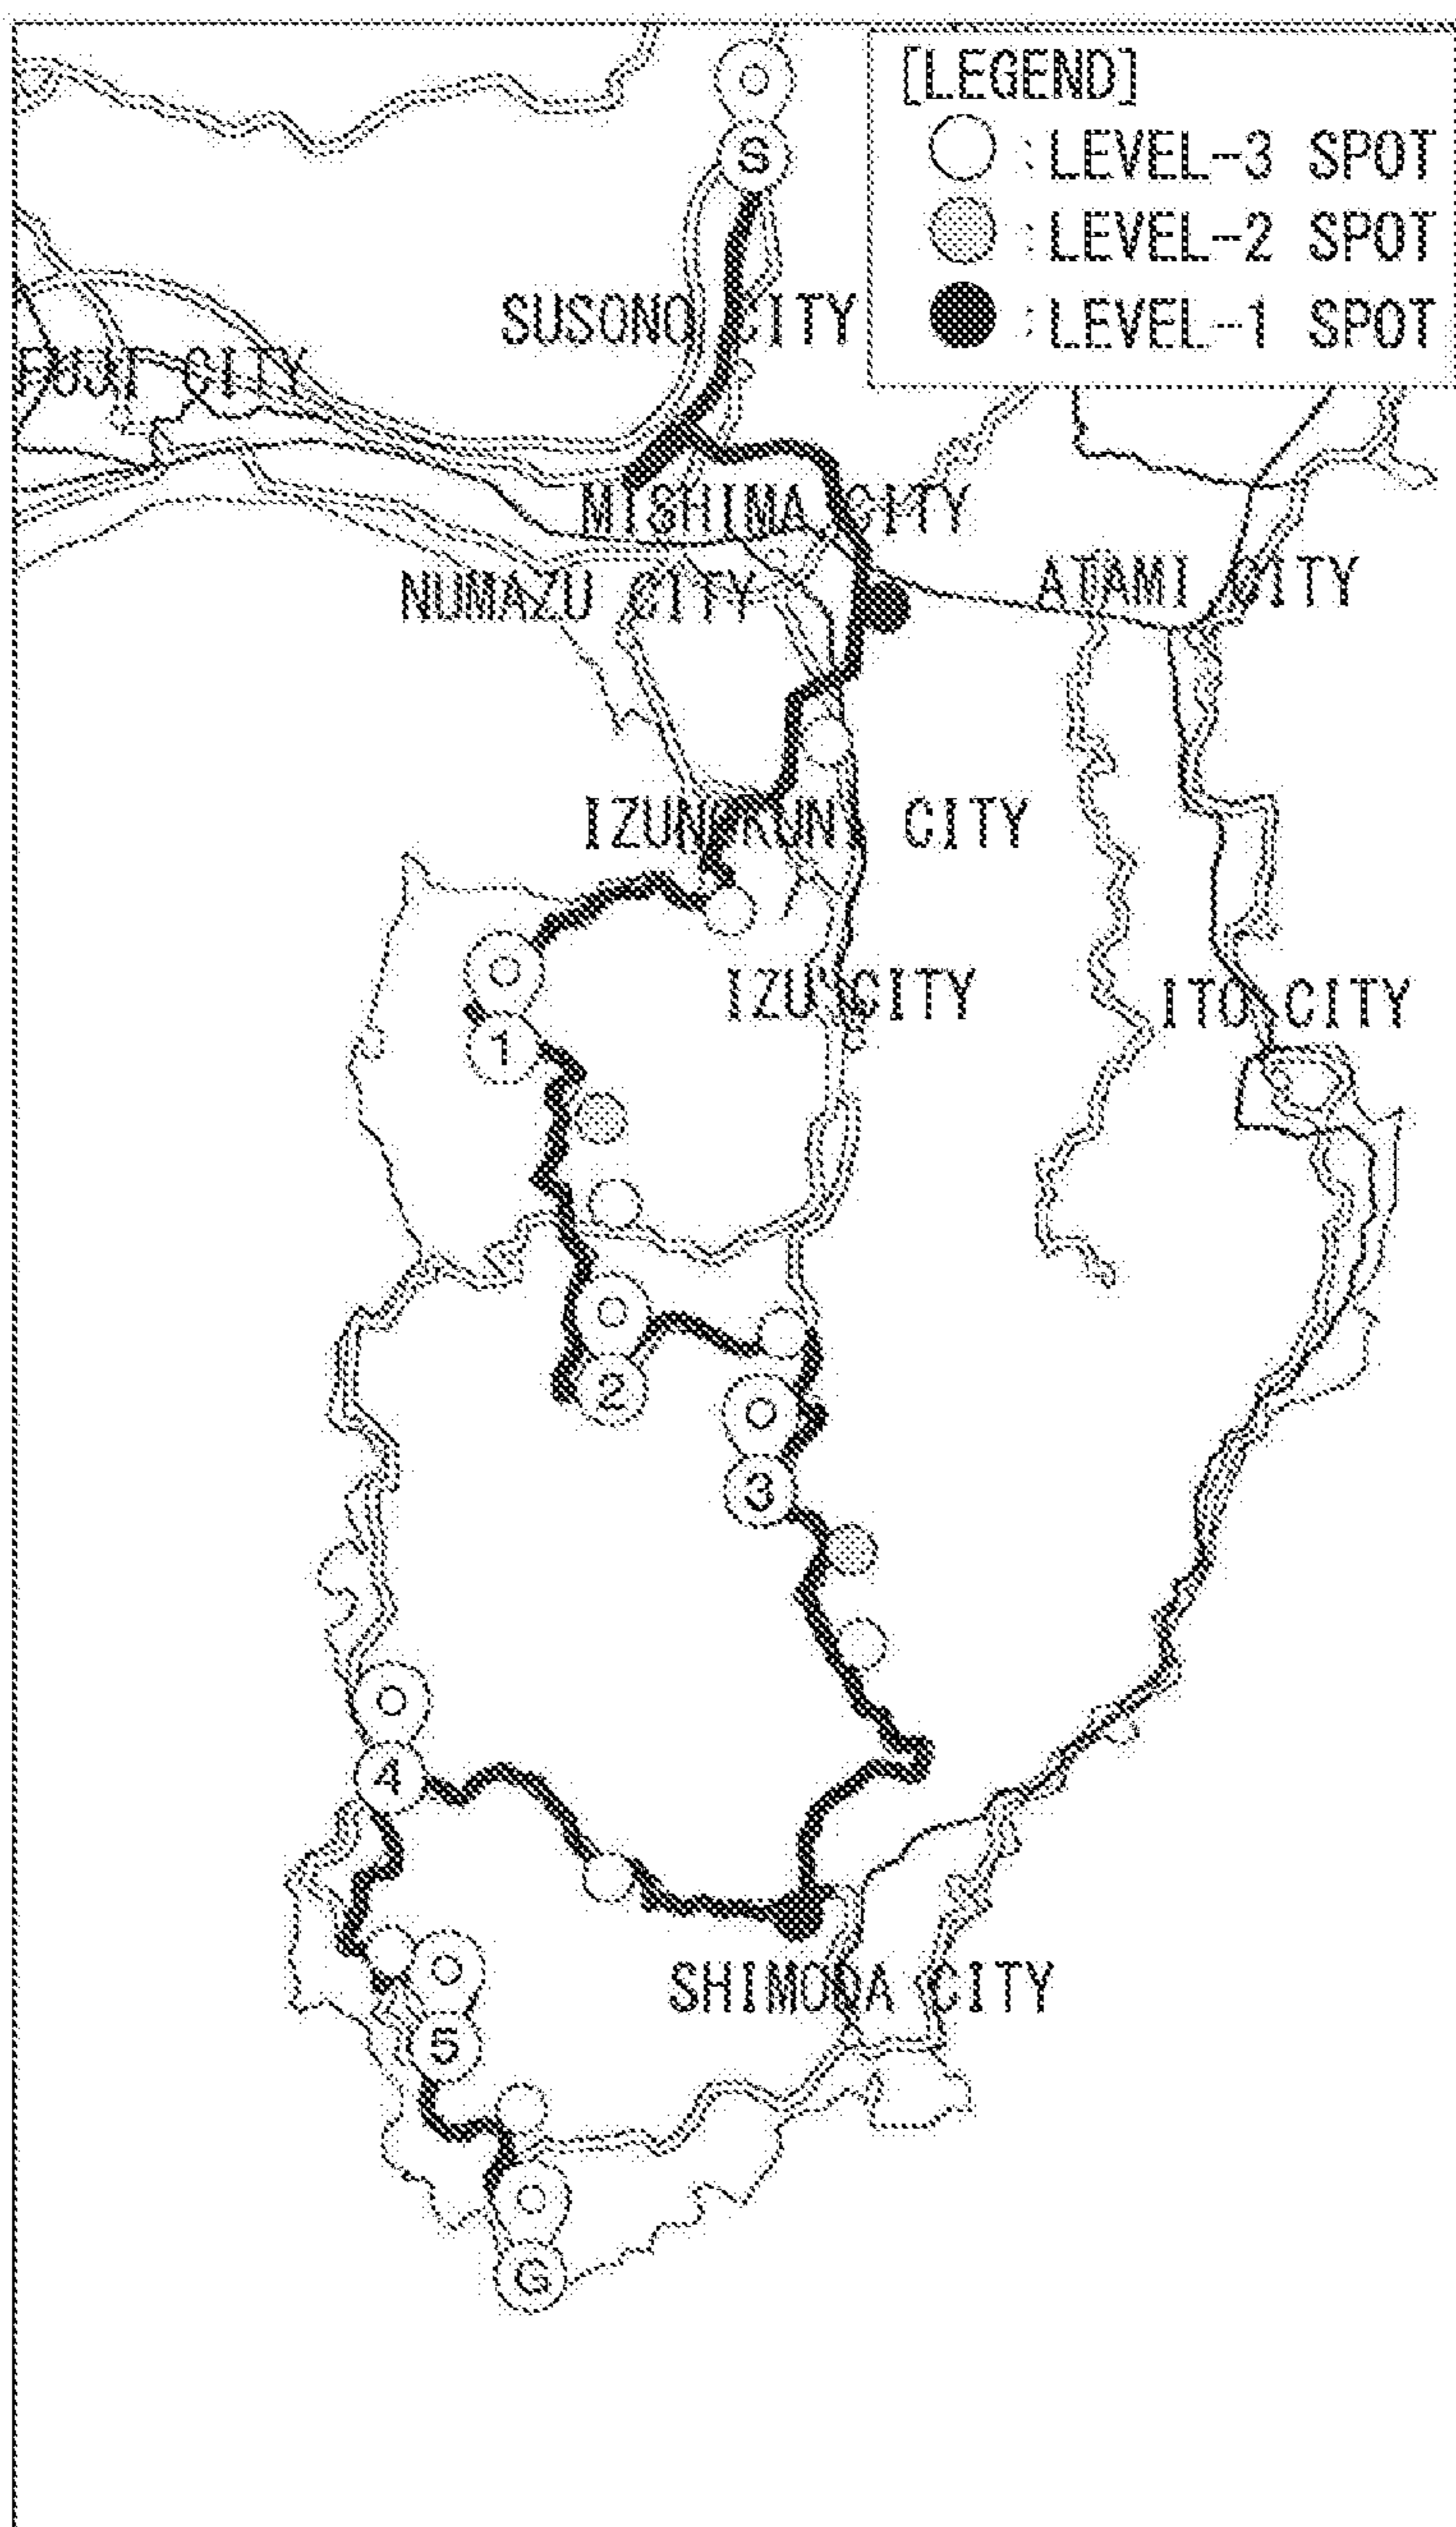 [LEGEND]
: LEVEL-3 SPOT
: LEVEL-2 SPOT
: LEVEL-1 SPOT
S
SUSONO CITY
FUJI CITY
MISHIMA CITY
NUMAZU CITY
ATAMI CITY
IZUNOKUNI CITY
IZU CITY
ITO CITY
1
2
3
4
SHIMODA CITY
5
G